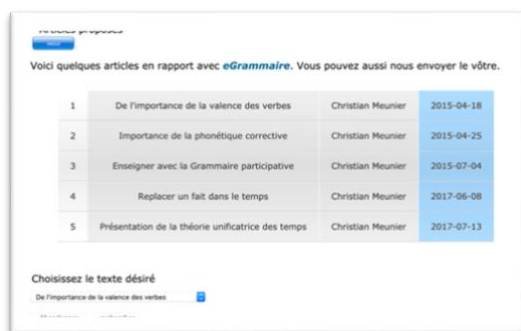 Articles proposés
Voici quelques articles en rapport avec eGrammaire. Vous pouvez aussi nous envoyer le vôtre.
1 De l'importance de la valence des verbes Christian Meunier 2015-04-18
2 Importance de la phonétique corrective Christian Meunier 2015-04-25
3 Enseigner avec la Grammaire participative Christian Meunier 2015-07-04
4 Replacer un fait dans le temps Christian Meunier 2017-06-08
5 Présentation de la théorie unificatrice des temps Christian Meunier 2017-07-13
Choisissez le texte désiré
De l'importance de la valence des verbes